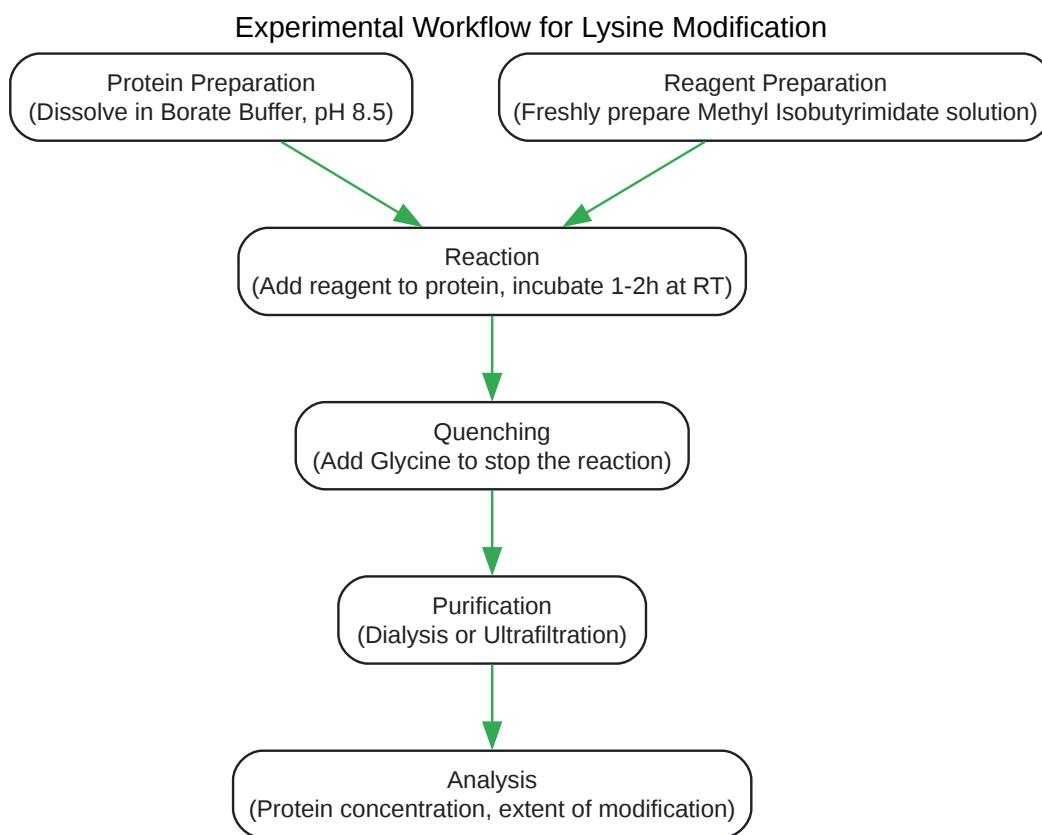 Experimental Workflow for Lysine Modification
Protein Preparation
(Dissolve in Borate Buffer, pH 8.5)
Reagent Preparation
(Freshly prepare Methyl Isobutyrimidate solution)
Reaction
(Add reagent to protein, incubate 1-2h at RT)
Quenching
(Add Glycine to stop the reaction)
Purification
(Dialysis or Ultrafiltration)
Analysis
(Protein concentration, extent of modification)